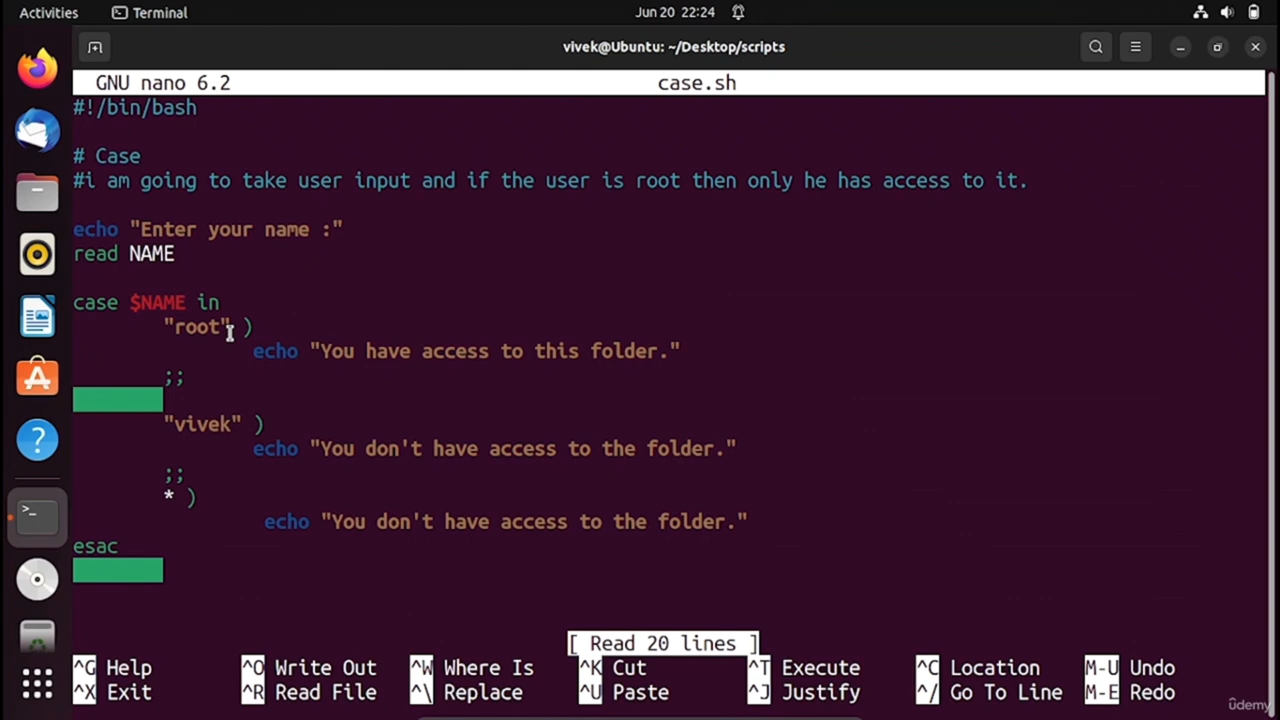 Activities Terminal Jun 20 22:24
vivek@Ubuntu: ~/Desktop/scripts
GNU nano 6.2 case.sh
#!/bin/bash
# Case
#i am going to take user input and if the user is root then only he has access to it.
echo "Enter your name :"
read NAME
case $NAME in
"root" )
echo "You have access to this folder."
;;
"vivek" )
echo "You don't have access to the folder."
;;
* )
echo "You don't have access to the folder."
esac
[ Read 20 lines ]
^G Help ^O Write Out ^W Where Is ^K Cut ^T Execute ^C Location M-U Undo
^X Exit ^R Read File ^\ Replace ^U Paste ^J Justify ^/ Go To Line M-E Redo
udemy